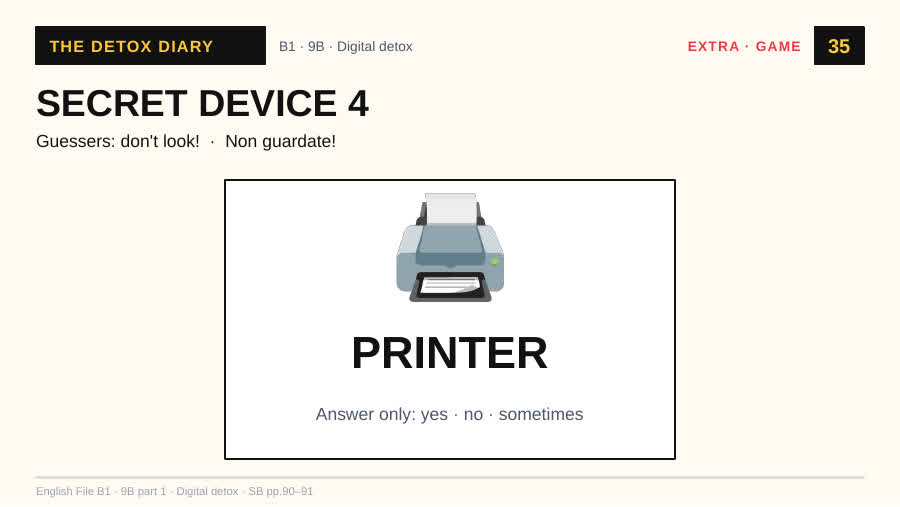 THE DETOX DIARY
B1 · 9B · Digital detox
EXTRA · GAME
35
SECRET DEVICE 4
Guessers: don't look! · Non guardate!
PRINTER
Answer only: yes · no · sometimes
English File B1 · 9B part 1 · Digital detox · SB pp.90–91